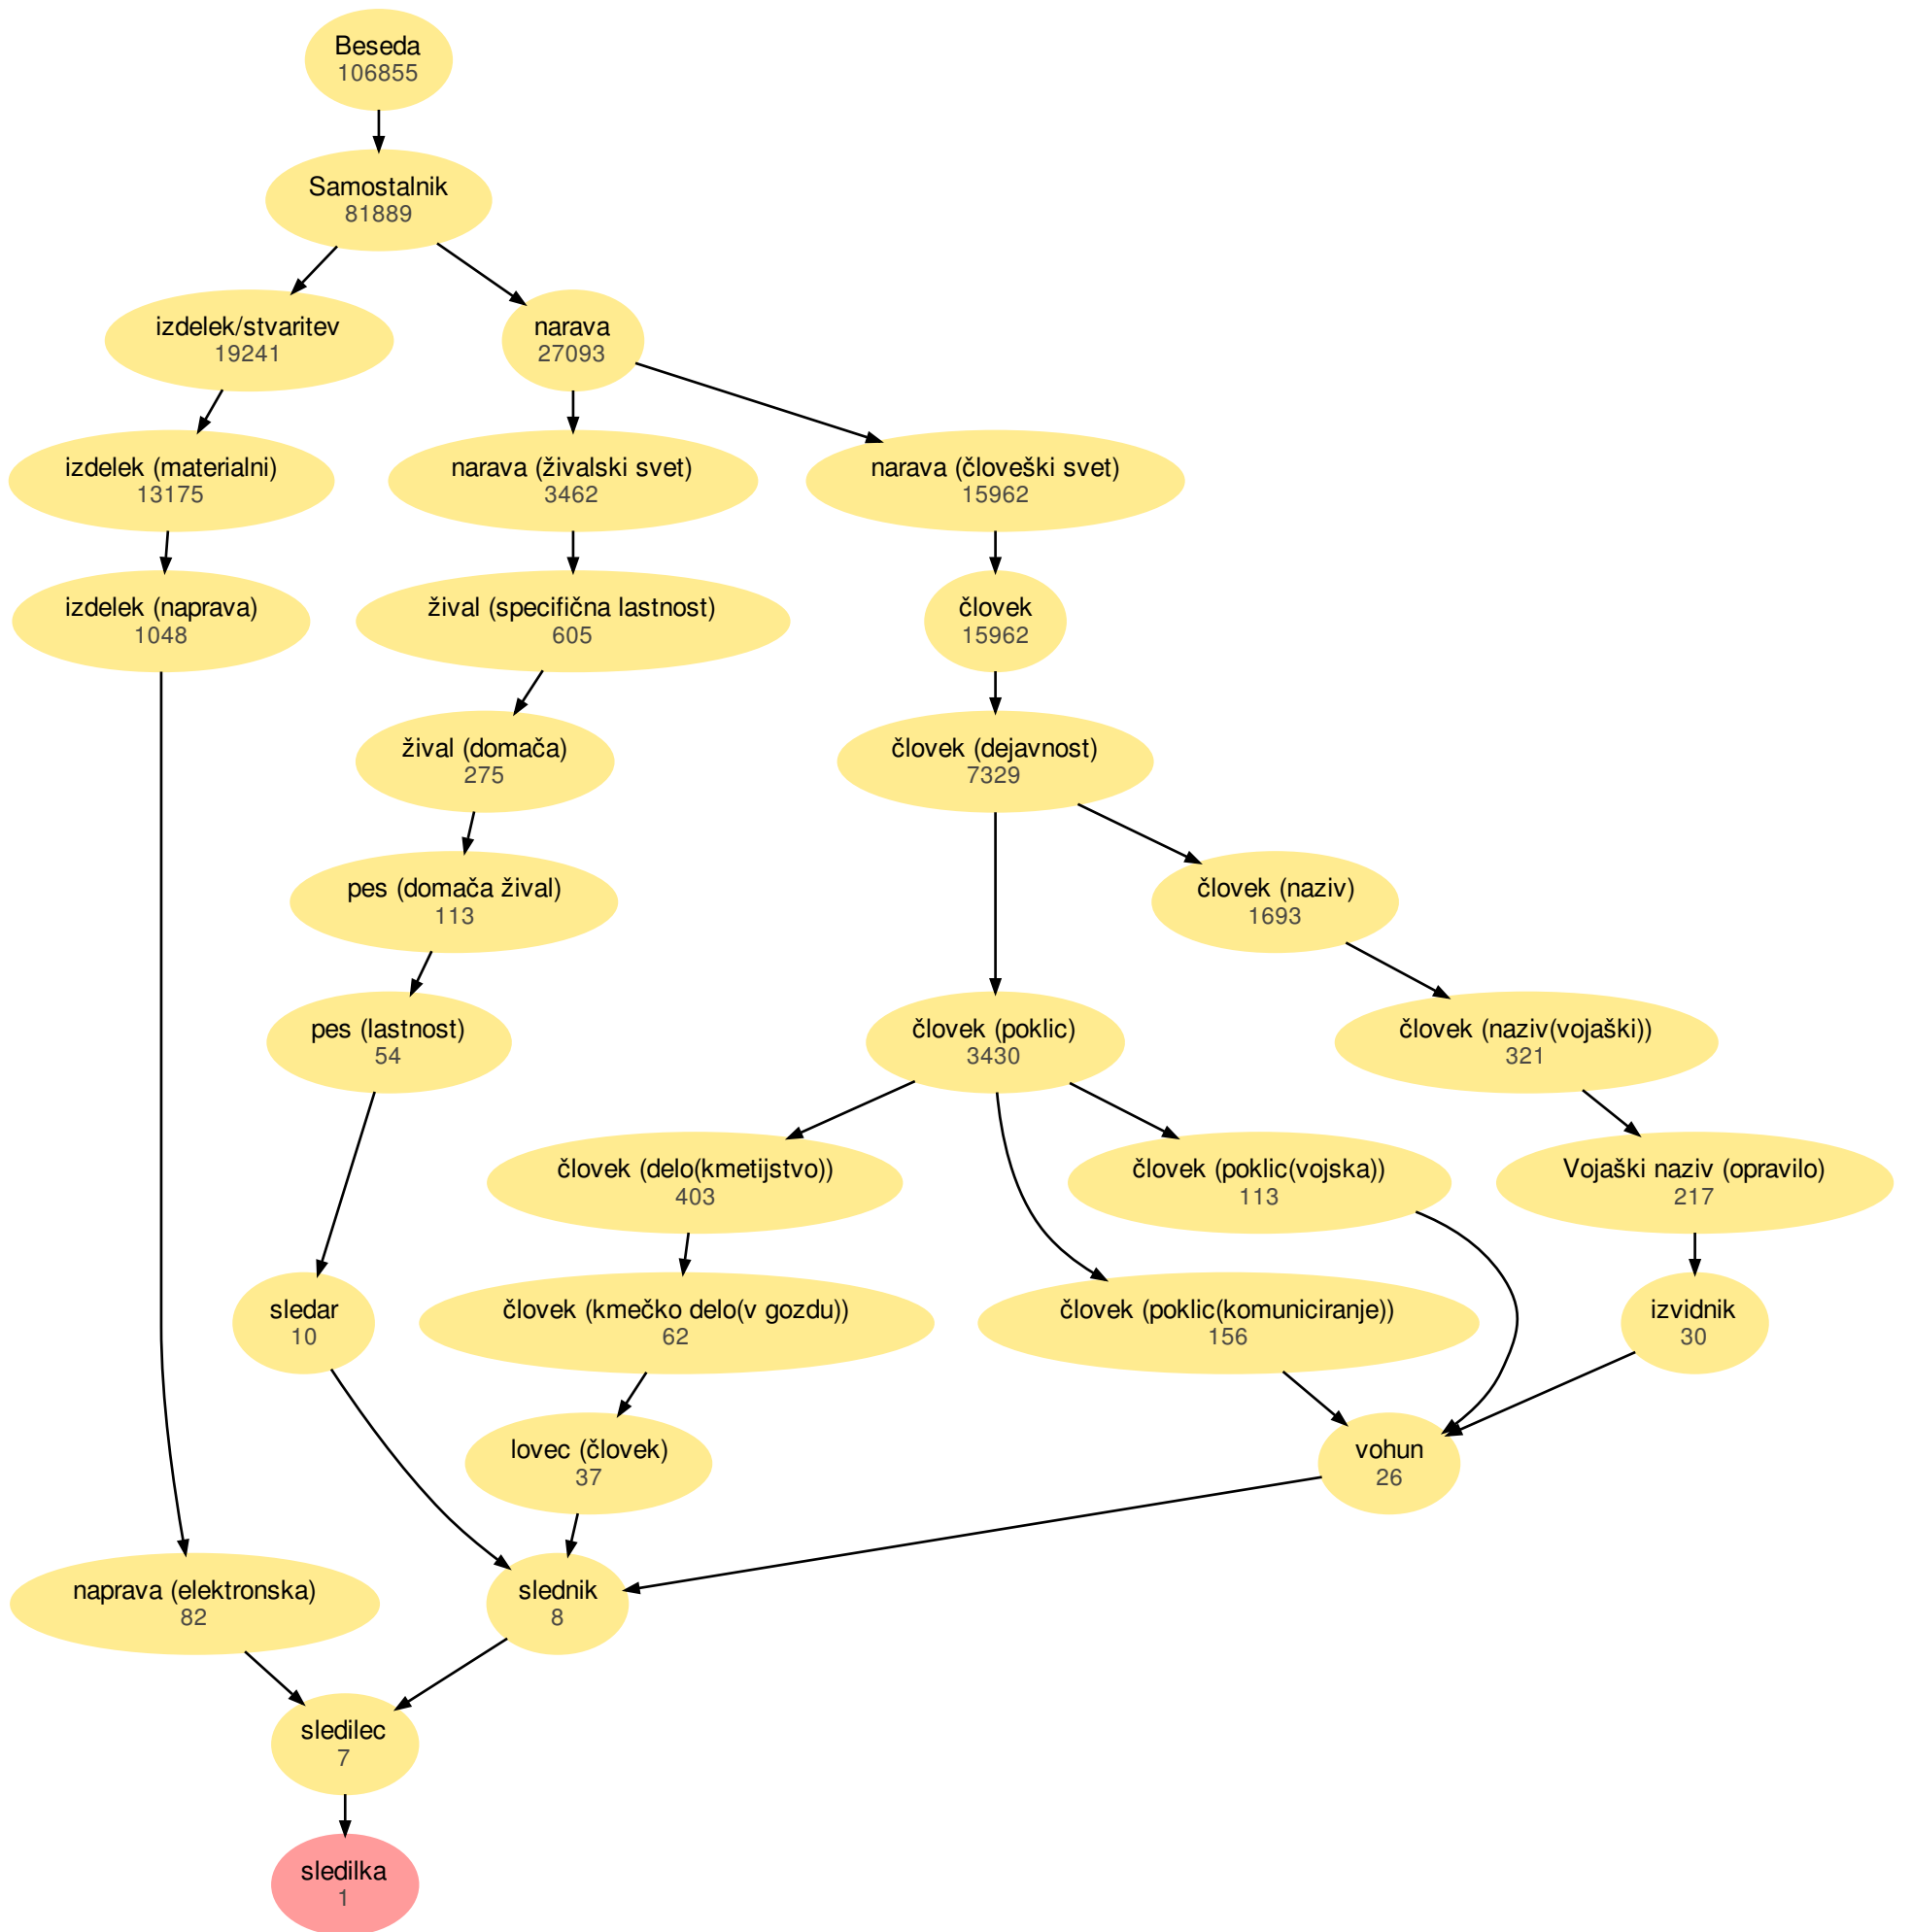 Beseda
106855
Samostalnik
81889
izdelek/stvaritev
19241
narava
27093
izdelek (materialni)
13175
narava (živalski svet)
3462
narava (človeški svet)
15962
izdelek (naprava)
1048
žival (specifična lastnost)
605
človek
15962
žival (domača)
275
človek (dejavnost)
7329
pes (domača žival)
113
človek (naziv)
1693
pes (lastnost)
54
človek (poklic)
3430
človek (naziv(vojaški))
321
človek (delo(kmetijstvo))
403
človek (poklic(vojska))
113
Vojaški naziv (opravilo)
217
sledar
10
človek (kmečko delo(v gozdu))
62
človek (poklic(komuniciranje))
156
izvidnik
30
lovec (človek)
37
vohun
26
naprava (elektronska)
82
slednik
8
sledilec
7
sledilka
1